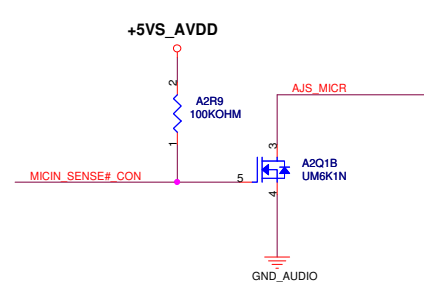 +5VS_AVDD
2
A2R9
100KOHM
1
AJS_MICR
3
MICIN_SENSE#_CON
5
A2Q1B
UM6K1N
4
GND_AUDIO